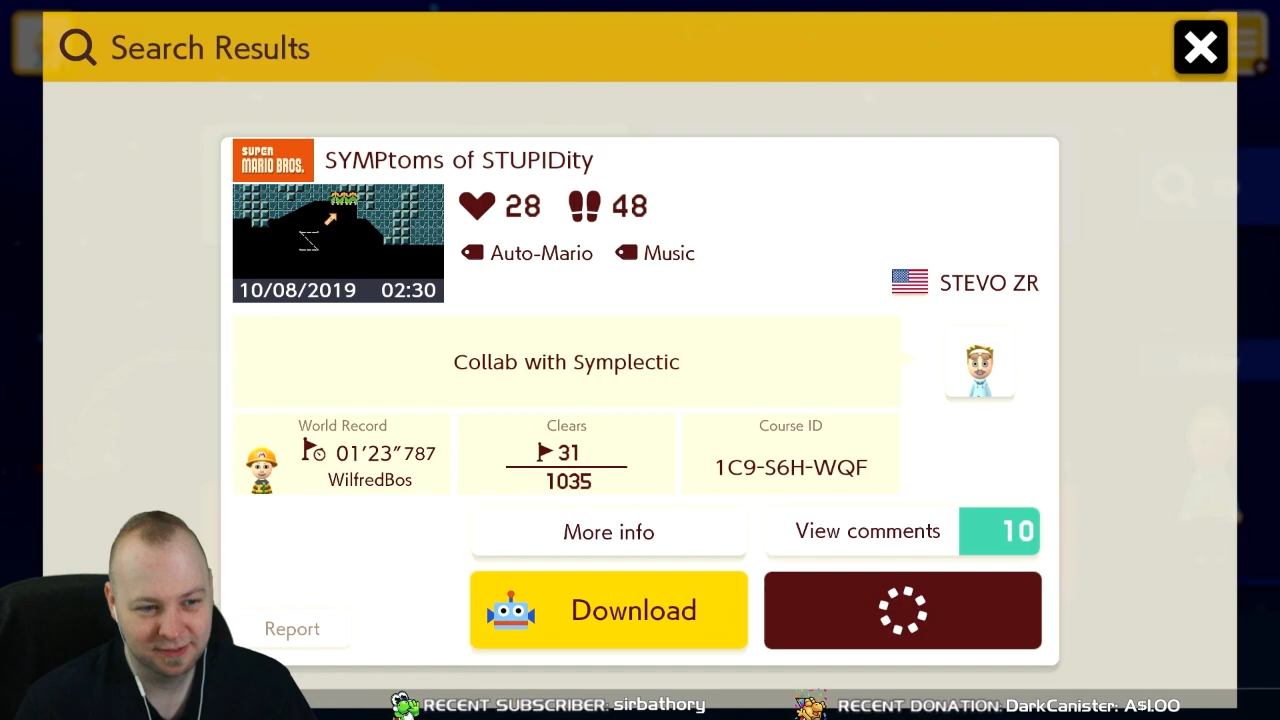 Search Results
SUPER
MARIO BROS.
SYMPtoms of STUPIDity
28
48
Auto-Mario
Music
10/08/2019 02:30
STEVO ZR
Collab with Symplectic
World Record
01'23"787
WilfredBos
Clears
31
1035
Course ID
1C9-S6H-WQF
More info
View comments
10
Report
Download
RECENT SUBSCRIBER: sirbathory
RECENT DONATION: DarkCanister: A$1.00